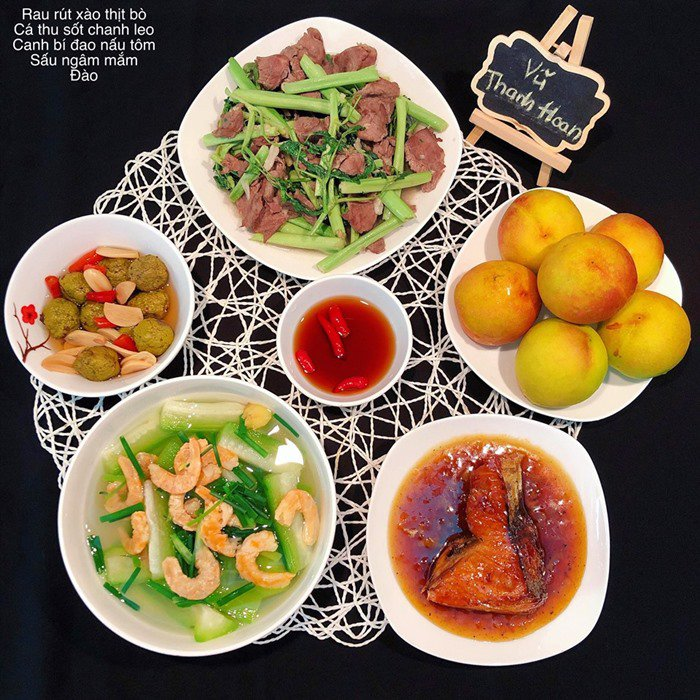 Rau rút xào thịt bò
Cá thu sốt chanh leo
Canh bí đao nấu tôm
Sấu ngâm mắm
Đào
Vũ
Thanh Hoan